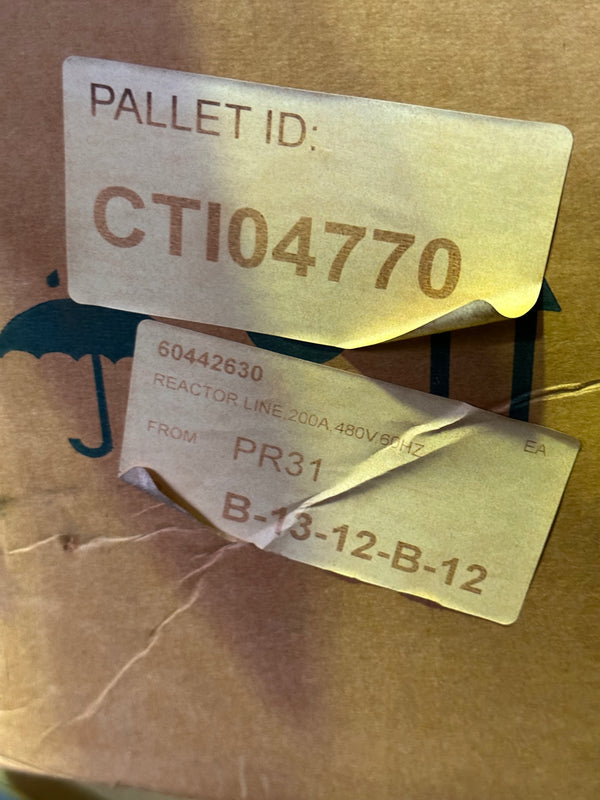 PALLET ID:
CTI04770
60442630
REACTOR LINE,200A,480V,60HZ
EA
FROM PR31
B-13-12-B-12